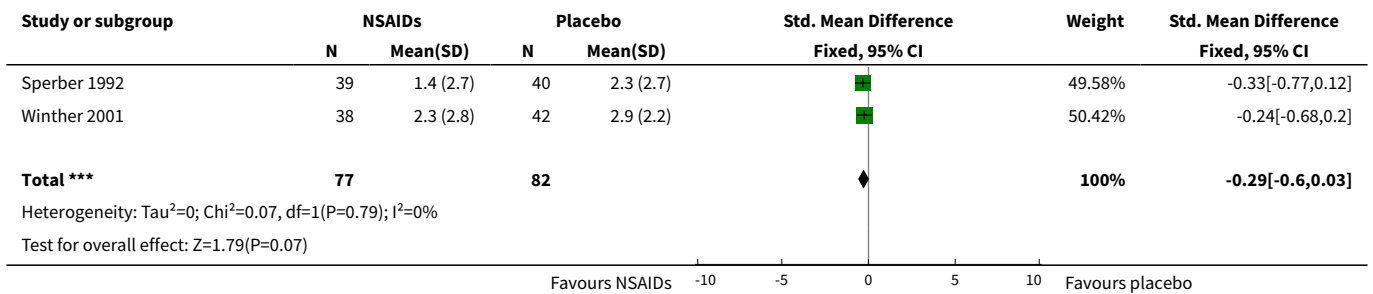 Study or subgroup NSAIDs Placebo Std. Mean Difference Weight Std. Mean Difference
N Mean(SD) N Mean(SD) Fixed, 95% CI Fixed, 95% CI
Sperber 1992 39 1.4 (2.7) 40 2.3 (2.7) 49.58% -0.33[-0.77,0.12]
Winther 2001 38 2.3 (2.8) 42 2.9 (2.2) 50.42% -0.24[-0.68,0.2]
Total *** 77 82 100% -0.29[-0.6,0.03]
Heterogeneity: Tau²=0; Chi²=0.07, df=1(P=0.79); I²=0%
Test for overall effect: Z=1.79(P=0.07)
Favours NSAIDs -10 -5 0 5 10 Favours placebo